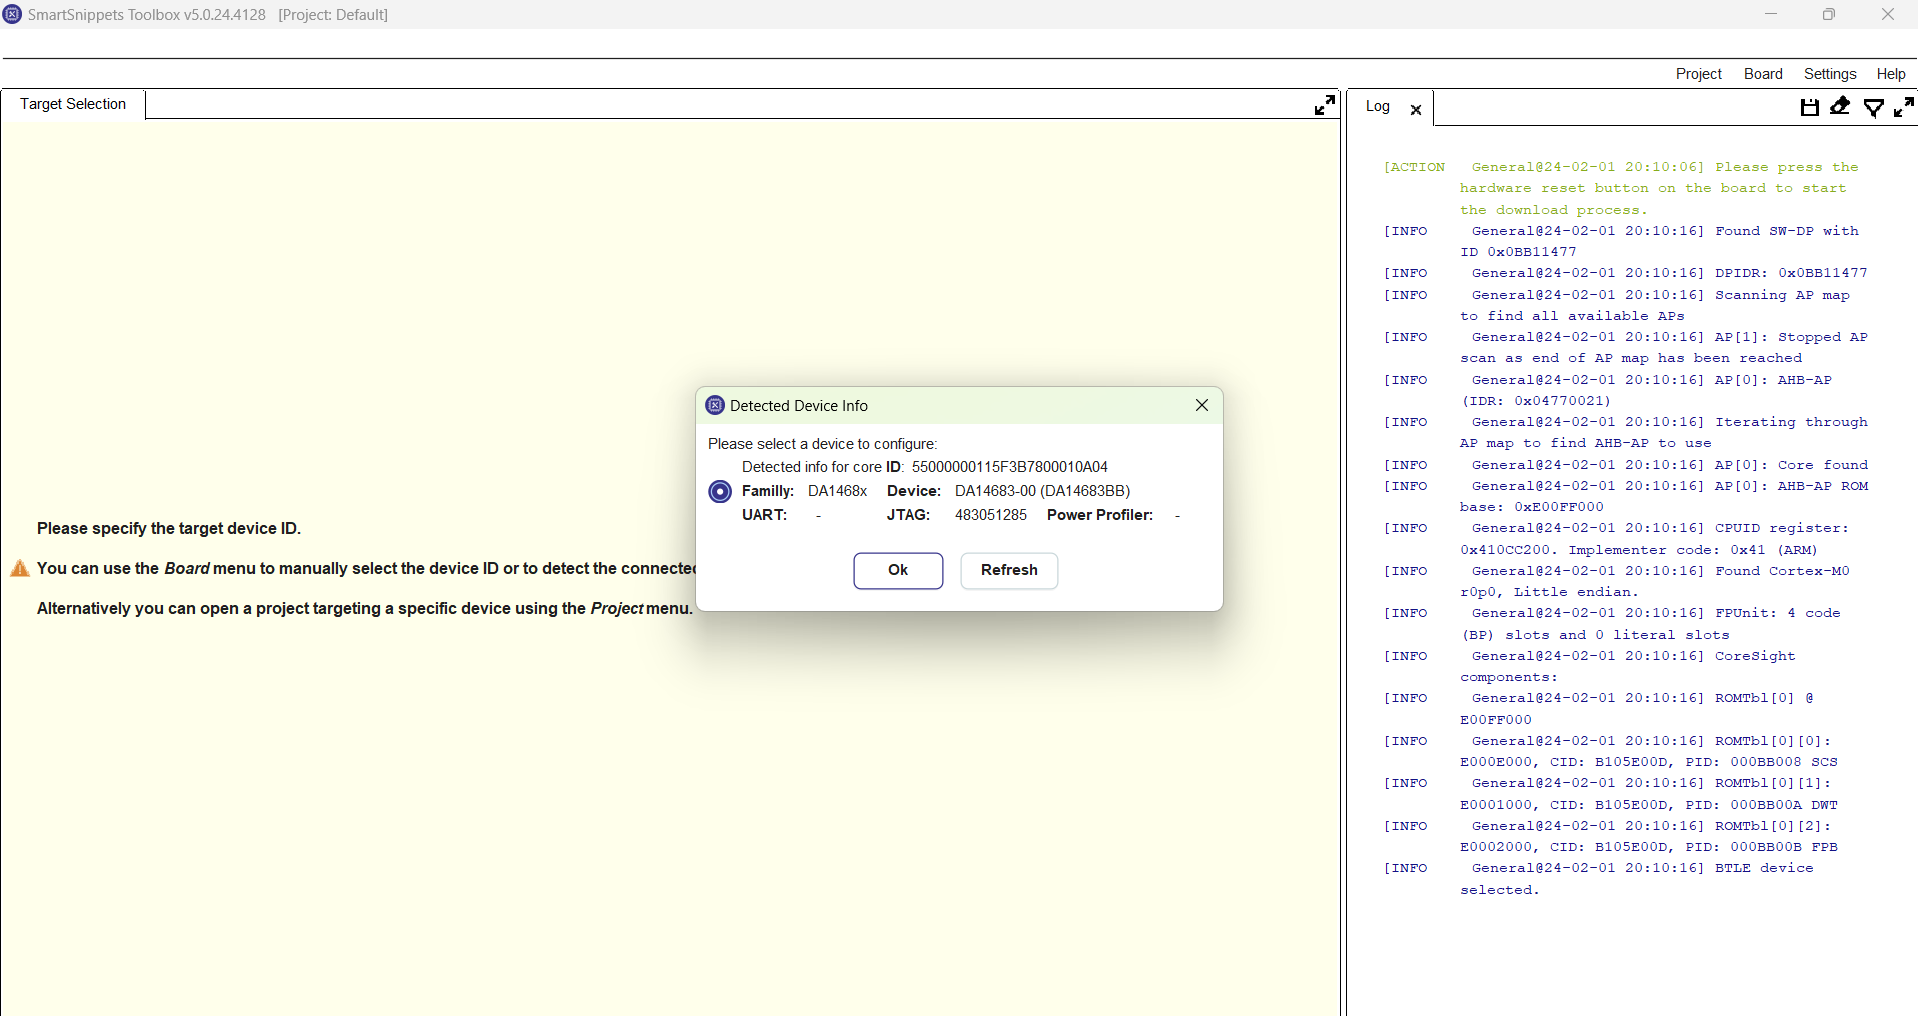 SmartSnippets Toolbox v5.0.24.4128 [Project: Default]
Project Board Settings Help
Target Selection
Please specify the target device ID.
You can use the Board menu to manually select the device ID or to detect the connected
Alternatively you can open a project targeting a specific device using the Project menu.
Detected Device Info
Please select a device to configure:
Detected info for core ID: 55000000115F3B7800010A04
Familly: DA1468x Device: DA14683-00 (DA14683BB)
UART: - JTAG: 483051285 Power Profiler: -
Ok Refresh
Log
[ACTION General@24-02-01 20:10:06] Please press the
hardware reset button on the board to start
the download process.
[INFO General@24-02-01 20:10:16] Found SW-DP with
ID 0x0BB11477
[INFO General@24-02-01 20:10:16] DPIDR: 0x0BB11477
[INFO General@24-02-01 20:10:16] Scanning AP map
to find all available APs
[INFO General@24-02-01 20:10:16] AP[1]: Stopped AP
scan as end of AP map has been reached
[INFO General@24-02-01 20:10:16] AP[0]: AHB-AP
(IDR: 0x04770021)
[INFO General@24-02-01 20:10:16] Iterating through
AP map to find AHB-AP to use
[INFO General@24-02-01 20:10:16] AP[0]: Core found
[INFO General@24-02-01 20:10:16] AP[0]: AHB-AP ROM
base: 0xE00FF000
[INFO General@24-02-01 20:10:16] CPUID register:
0x410CC200. Implementer code: 0x41 (ARM)
[INFO General@24-02-01 20:10:16] Found Cortex-M0
r0p0, Little endian.
[INFO General@24-02-01 20:10:16] FPUnit: 4 code
(BP) slots and 0 literal slots
[INFO General@24-02-01 20:10:16] CoreSight
components:
[INFO General@24-02-01 20:10:16] ROMTbl[0] @
E00FF000
[INFO General@24-02-01 20:10:16] ROMTbl[0][0]:
E000E000, CID: B105E00D, PID: 000BB008 SCS
[INFO General@24-02-01 20:10:16] ROMTbl[0][1]:
E0001000, CID: B105E00D, PID: 000BB00A DWT
[INFO General@24-02-01 20:10:16] ROMTbl[0][2]:
E0002000, CID: B105E00D, PID: 000BB00B FPB
[INFO General@24-02-01 20:10:16] BTLE device
selected.